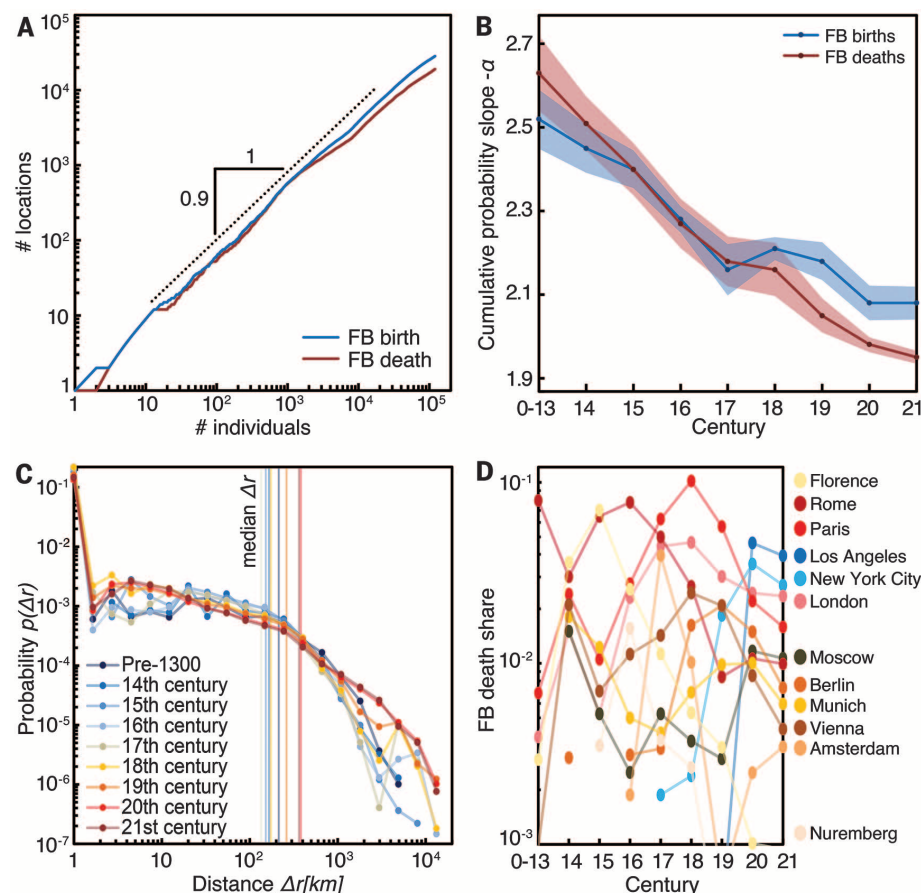 A
10⁵
10⁴
10³
10²
10
1
# locations
1
0.9
FB birth
FB death
1
10
10²
10³
10⁴
10⁵
# individuals
B
2.7
2.5
2.3
2.1
1.9
Cumulative probability slope -α
FB births
FB deaths
0-13
14
15
16
17
18
19
20
21
Century
C
10⁻¹
10⁻²
10⁻³
10⁻⁴
10⁻⁵
10⁻⁶
10⁻⁷
Probability p(Δr)
median Δr
Pre-1300
14th century
15th century
16th century
17th century
18th century
19th century
20th century
21st century
1
10
10²
10³
10⁴
Distance Δr[km]
D
10⁻¹
10⁻²
10⁻³
FB death share
Florence
Rome
Paris
Los Angeles
New York City
London
Moscow
Berlin
Munich
Vienna
Amsterdam
Nuremberg
0-13
14
15
16
17
18
19
20
21
Century